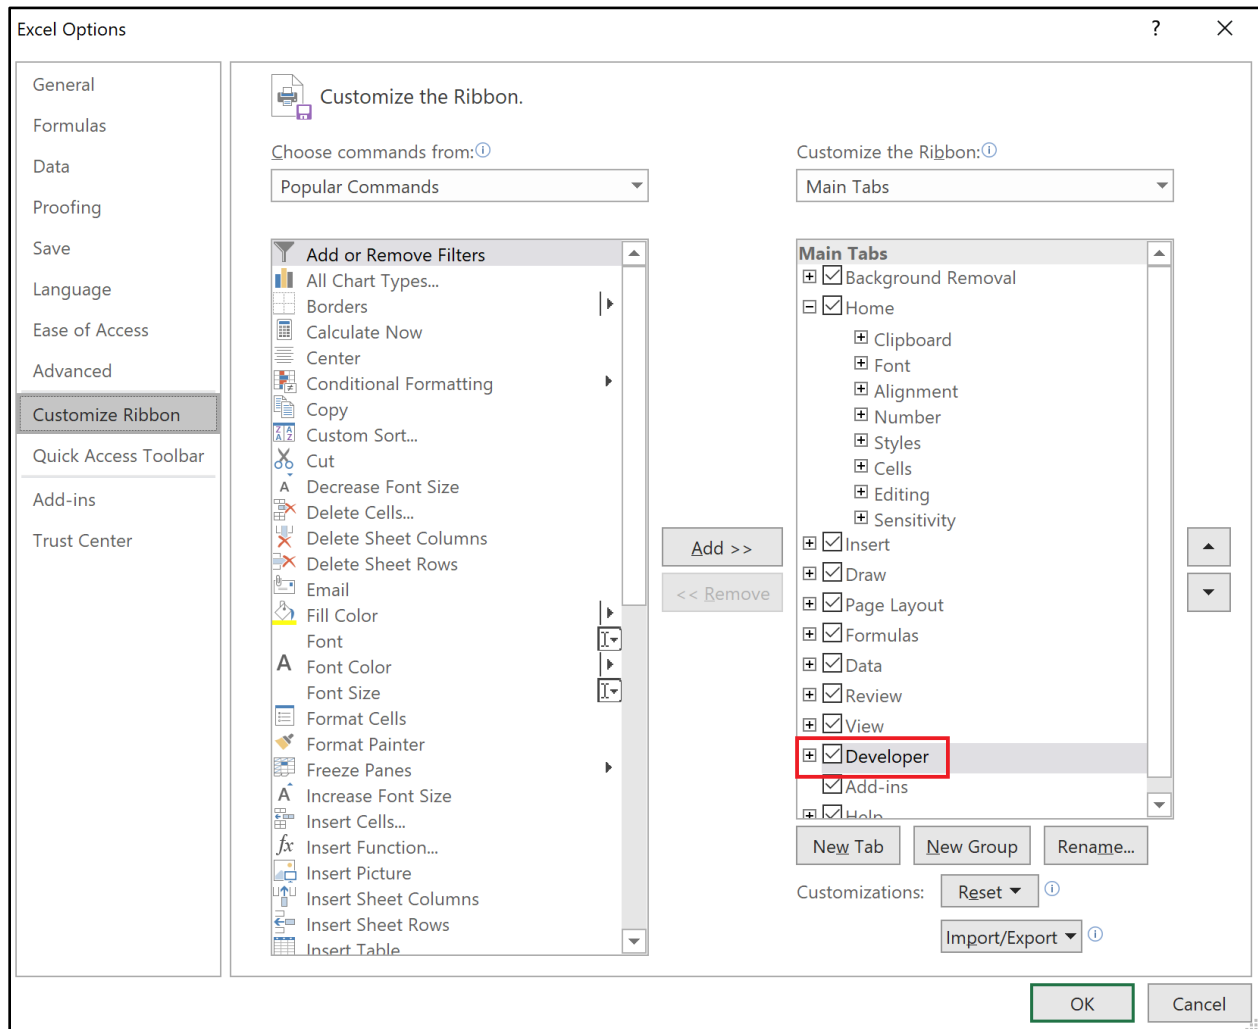 Excel Options
?
General
Formulas
Data
Proofing
Save
Language
Ease of Access
Advanced
Customize Ribbon
Quick Access Toolbar
Add-ins
Trust Center
Customize the Ribbon.
Choose commands from:
Popular Commands
Add or Remove Filters
All Chart Types...
Borders
Calculate Now
Center
Conditional Formatting
Copy
Custom Sort...
Cut
Decrease Font Size
Delete Cells...
Delete Sheet Columns
Delete Sheet Rows
Email
Fill Color
Font
Font Color
Font Size
Format Cells
Format Painter
Freeze Panes
Increase Font Size
Insert Cells...
Insert Function...
Insert Picture
Insert Sheet Columns
Insert Sheet Rows
Insert Table
Add >>
<< Remove
Customize the Ribbon:
Main Tabs
Main Tabs
Background Removal
Home
Clipboard
Font
Alignment
Number
Styles
Cells
Editing
Sensitivity
Insert
Draw
Page Layout
Formulas
Data
Review
View
Developer
Add-ins
Help
New Tab
New Group
Rename...
Customizations:
Reset
Import/Export
OK
Cancel